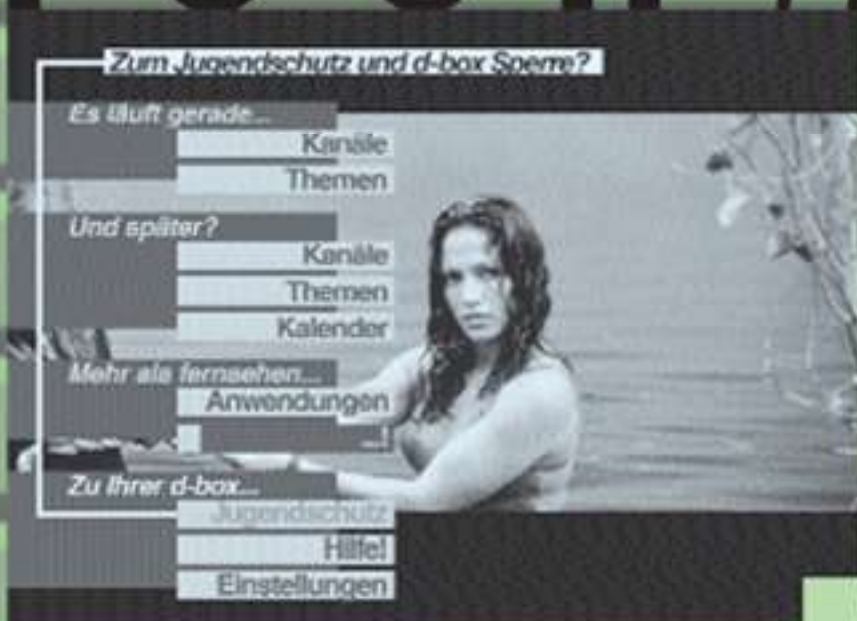 Zum Jugendschutz und d-box Sperre?
Es läuft gerade...
Kanäle
Themen
Und später?
Kanäle
Themen
Kalender
Mehr als fernsehen...
Anwendungen
...!
Zu Ihrer d-box...
Jugendschutz
Hilfe!
Einstellungen